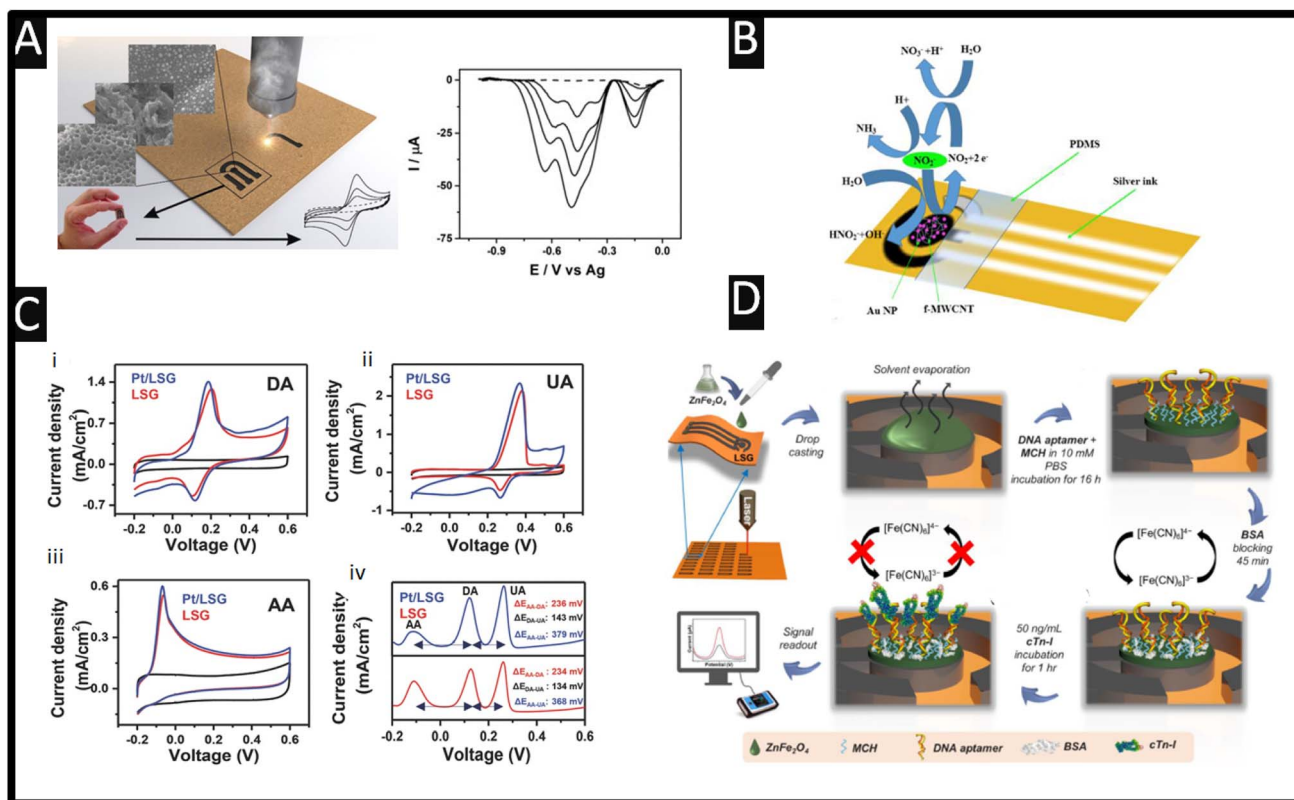 A
0
-25
-50
-75
I / µA
-0.9
-0.6
-0.3
0.0
E / V vs Ag
B
NO₃⁻+H⁺
H₂O
H+
NH₃
NO₂⁻
NO₂+2 e⁻
H₂O
HNO₂⁻+OH⁻
PDMS
Silver ink
Au NP
f-MWCNT
C
i
Pt/LSG
LSG
DA
Current density
(mA/cm²)
1.4
0.7
0.0
-0.7
-0.2
0.0
0.2
0.4
0.6
Voltage (V)
ii
Pt/LSG
LSG
UA
Current density
(mA/cm²)
2
1
0
-1
-0.2
0.0
0.2
0.4
0.6
Voltage (V)
iii
Pt/LSG
LSG
AA
Current density
(mA/cm²)
0.6
0.3
0.0
-0.2
0.0
0.2
0.4
0.6
Voltage (V)
iv
Pt/LSG
LSG
AA
DA
UA
ΔE_AA-DA: 236 mV
ΔE_DA-UA: 143 mV
ΔE_AA-UA: 379 mV
ΔE_AA-DA: 234 mV
ΔE_DA-UA: 134 mV
ΔE_AA-UA: 368 mV
Current density
(mA/cm²)
-0.2
0.0
0.2
0.4
0.6
Voltage (V)
D
ZnFe₂O₄
LSG
Laser
Drop
casting
Solvent evaporation
DNA aptamer +
MCH in 10 mM
PBS
incubation for 16 h
BSA
blocking
45 min
[Fe(CN)₆]⁴⁻
[Fe(CN)₆]³⁻
[Fe(CN)₆]⁴⁻
[Fe(CN)₆]³⁻
50 ng/mL
cTn-I
incubation
for 1 hr
Signal
readout
Current (µA)
Potential (V)
ZnFe₂O₄
MCH
DNA aptamer
BSA
cTn-I